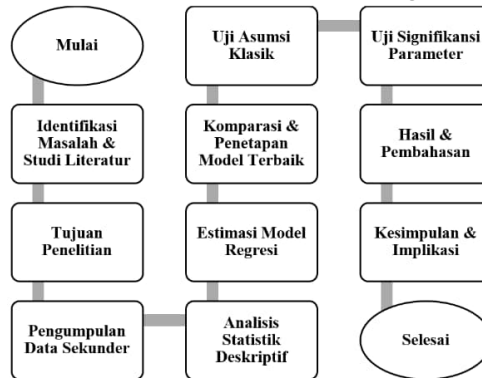 Mulai
Identifikasi
Masalah &
Studi Literatur
Tujuan
Penelitian
Pengumpulan
Data Sekunder
Analisis
Statistik
Deskriptif
Estimasi Model
Regresi
Komparasi &
Penetapan
Model Terbaik
Uji Asumsi
Klasik
Uji Signifikansi
Parameter
Hasil &
Pembahasan
Kesimpulan &
Implikasi
Selesai